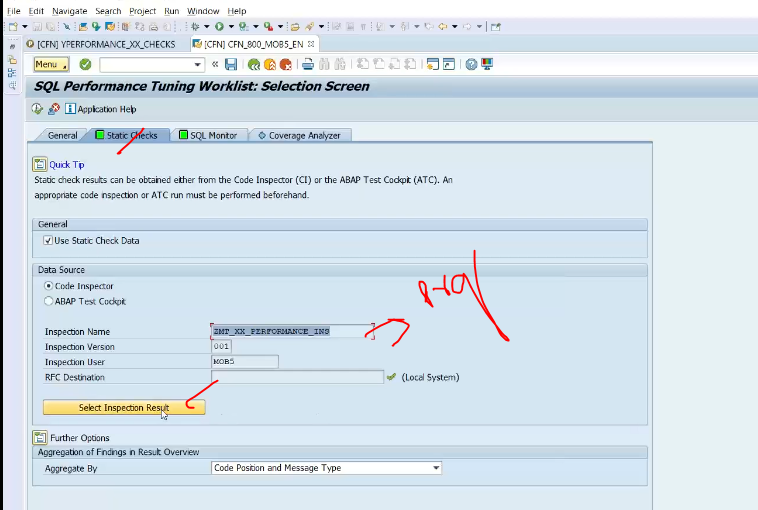 File Edit View Search Project Run Window Help
[CFN] YPERFORMANCE_XX_CHECKS [CFN] CFN_800_MOB5_EN
Menu
SQL Performance Tuning Worklist: Selection Screen
Application Help
General Static Checks SQL Monitor Coverage Analyzer
Quick Tip
Static check results can be obtained either from the Code Inspector (CI) or the ABAP Test Cockpit (ATC). An
appropriate code inspection or ATC run must be performed beforehand.
General
Use Static Check Data
Data Source
Code Inspector
ABAP Test Cockpit
Inspection Name ZMT_XX_PERFORMANCE_INS
Inspection Version 001
Inspection User MOB5
RFC Destination (Local System)
Select Inspection Result
Further Options
Aggregation of Findings in Result Overview
Aggregate By Code Position and Message Type